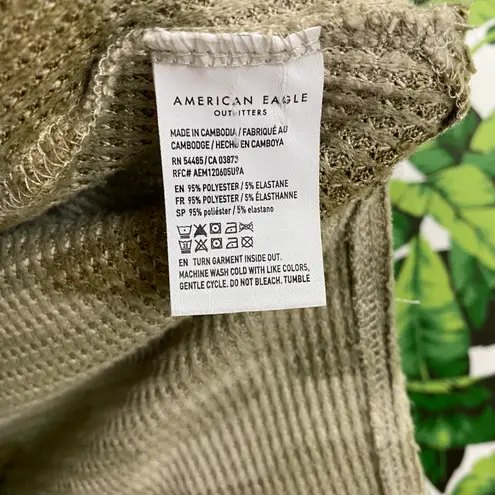 AMERICAN EAGLE
OUTFITTERS
MADE IN CAMBODIA / FABRIQUÉ AU
CAMBODGE / HECHO EN CAMBOYA
RN 54485 / CA 03873
RFC# AEM120605U9A
EN 95% POLYESTER / 5% ELASTANE
FR 95% POLYESTER / 5% ÉLASTHANNE
SP 95% poliéster / 5% elastano
EN TURN GARMENT INSIDE OUT.
MACHINE WASH COLD WITH LIKE COLORS,
GENTLE CYCLE. DO NOT BLEACH. TUMBLE